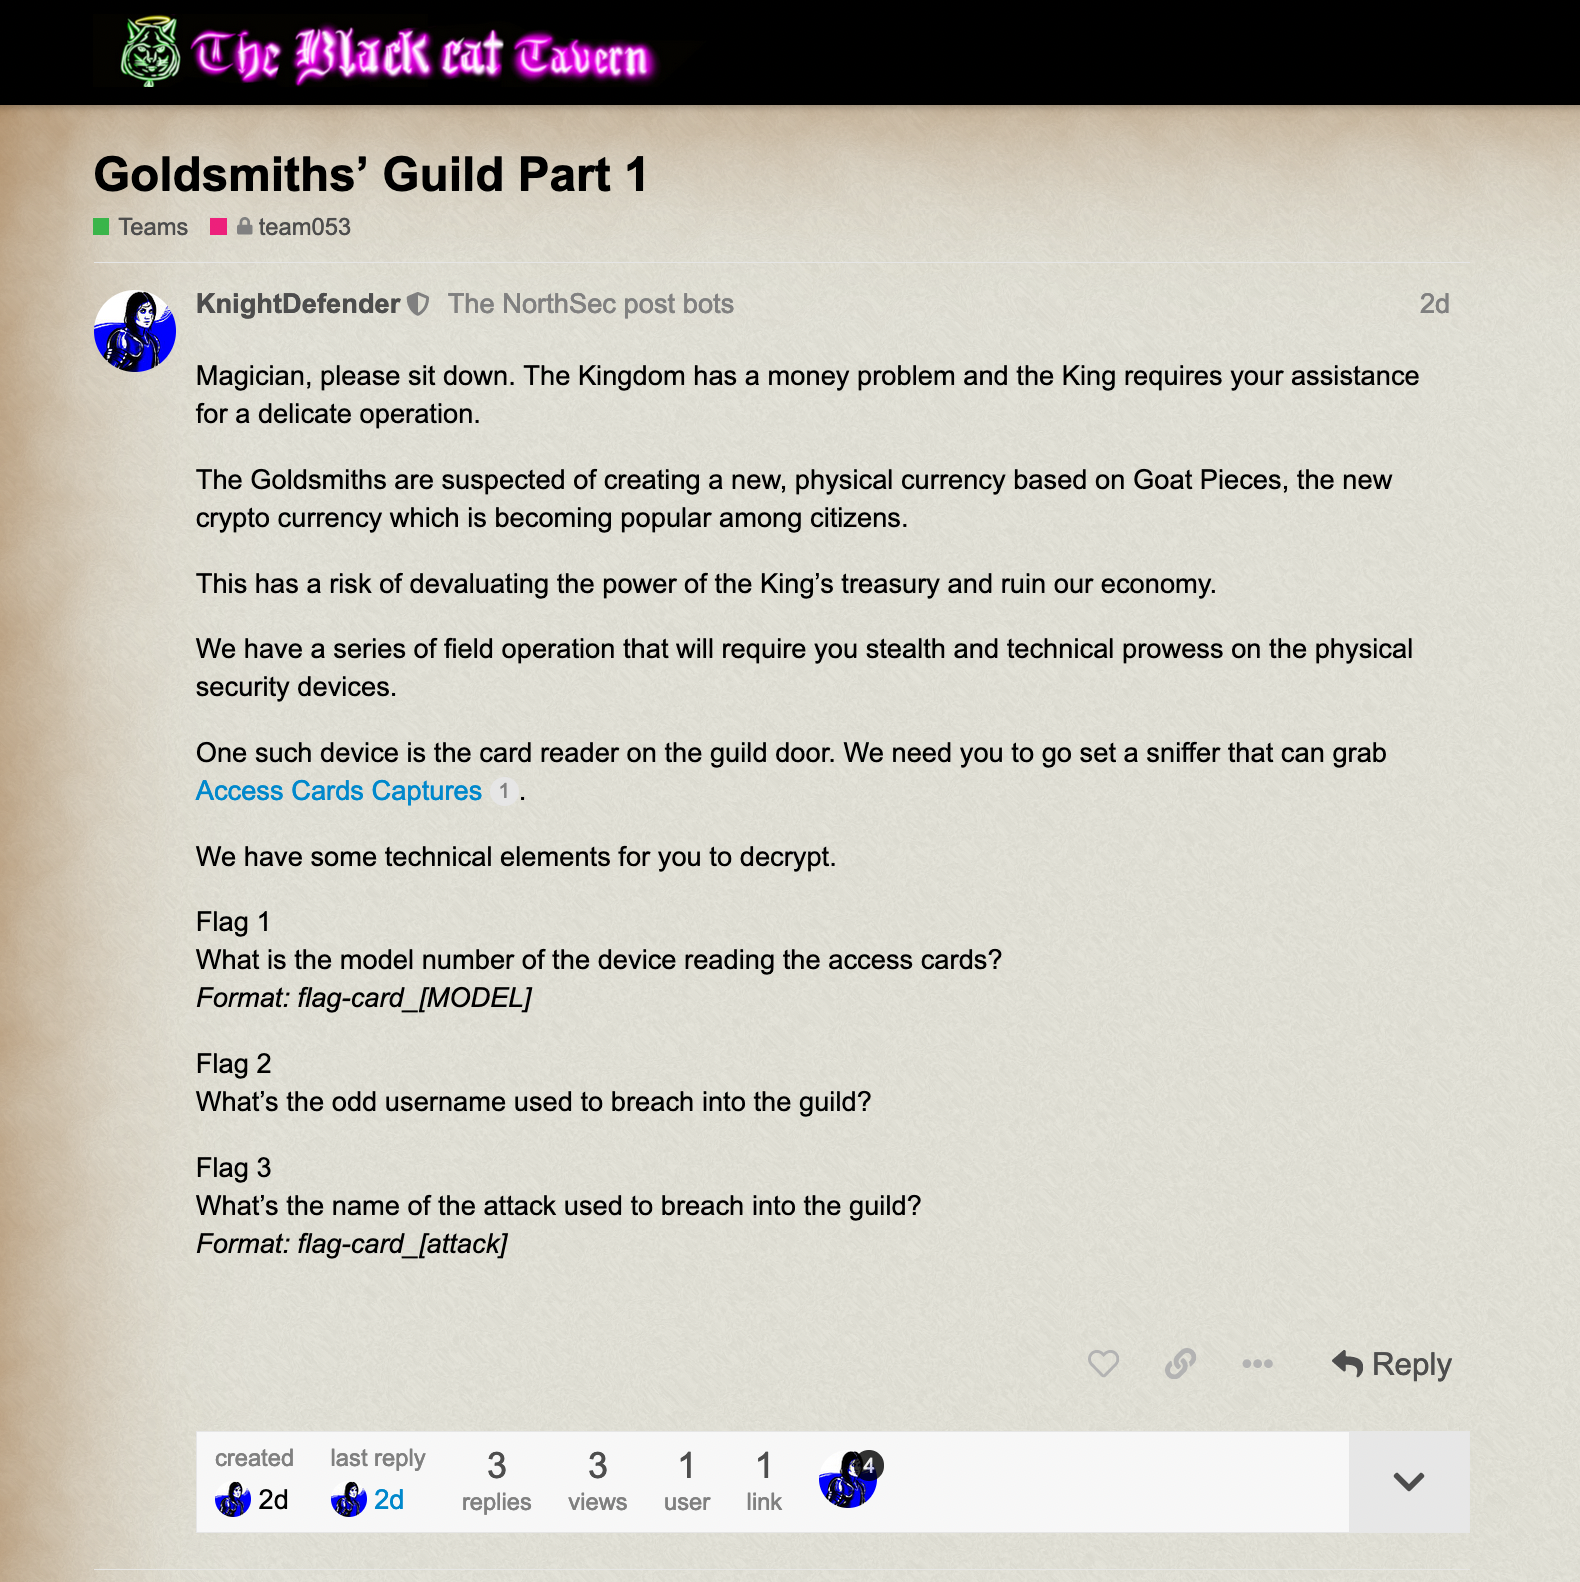 The Black cat Tavern
Goldsmiths’ Guild Part 1
Teams team053
KnightDefender The NorthSec post bots 2d
Magician, please sit down. The Kingdom has a money problem and the King requires your assistance
for a delicate operation.
The Goldsmiths are suspected of creating a new, physical currency based on Goat Pieces, the new
crypto currency which is becoming popular among citizens.
This has a risk of devaluating the power of the King’s treasury and ruin our economy.
We have a series of field operation that will require you stealth and technical prowess on the physical
security devices.
One such device is the card reader on the guild door. We need you to go set a sniffer that can grab
Access Cards Captures 1 .
We have some technical elements for you to decrypt.
Flag 1
What is the model number of the device reading the access cards?
Format: flag-card_[MODEL]
Flag 2
What’s the odd username used to breach into the guild?
Flag 3
What’s the name of the attack used to breach into the guild?
Format: flag-card_[attack]
Reply
created last reply 3 3 1 1 4
2d 2d replies views user link